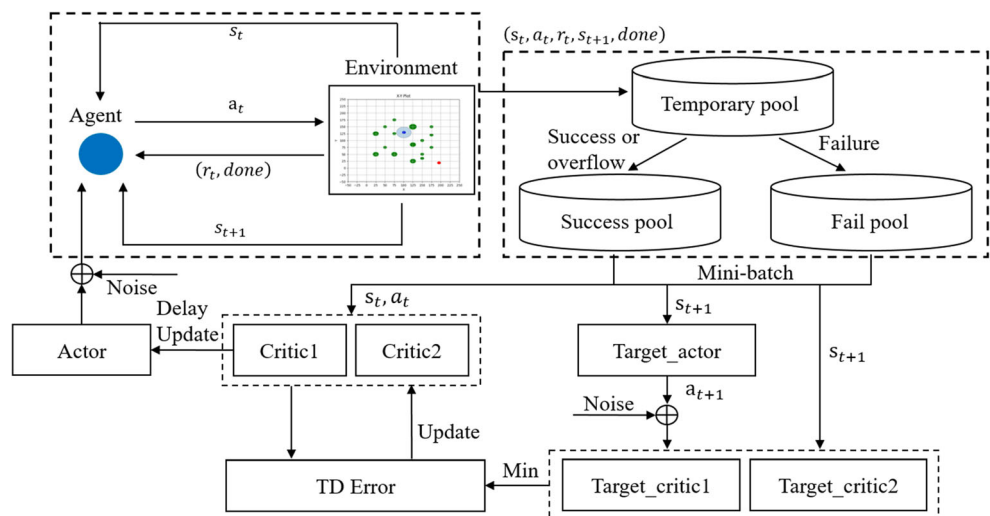 s_t
(s_t, a_t, r_t, s_{t+1}, done)
Environment
Agent
a_t
(r_t, done)
s_{t+1}
Temporary pool
Success or
overflow
Failure
Success pool
Fail pool
Mini-batch
Noise
Delay
Update
s_t, a_t
s_{t+1}
s_{t+1}
Actor
Critic1
Critic2
Target_actor
a_{t+1}
Noise
Update
TD Error
Min
Target_critic1
Target_critic2